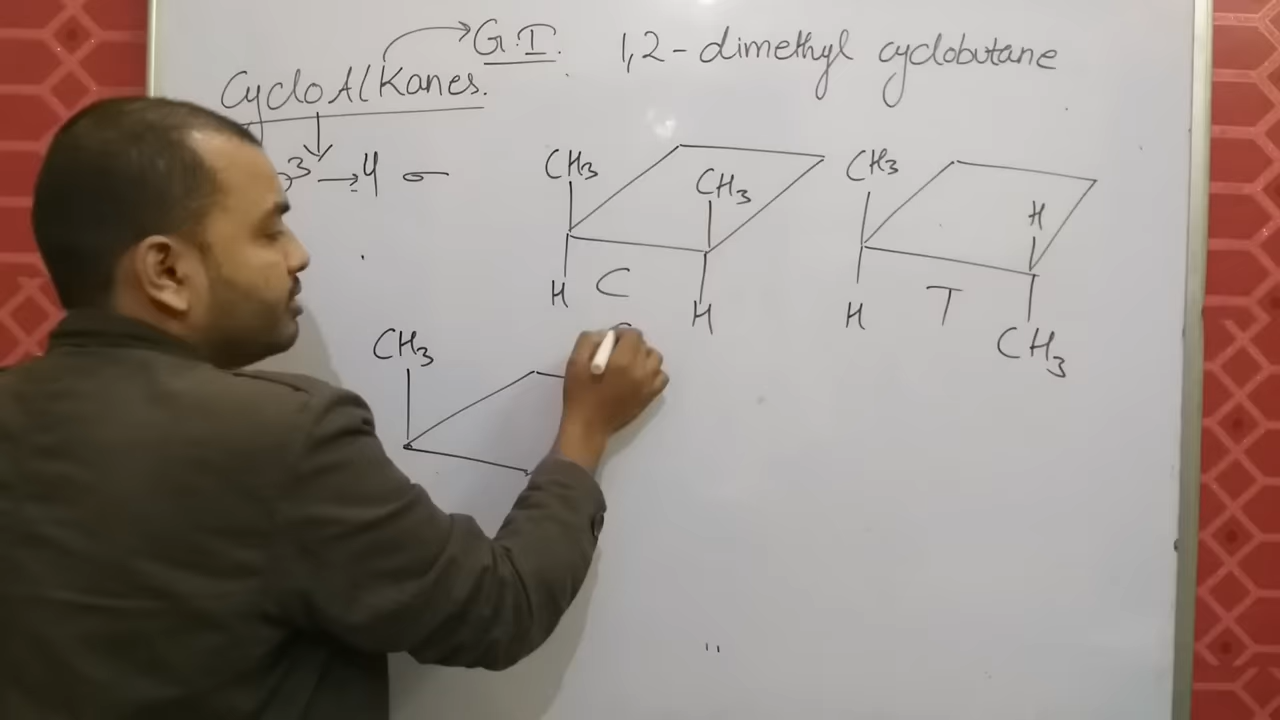 G.I. 1,2-dimethyl cyclobutane
CycloAlkanes.
3 → 4
CH3 CH3 CH3 H
H C H H T CH3
CH3